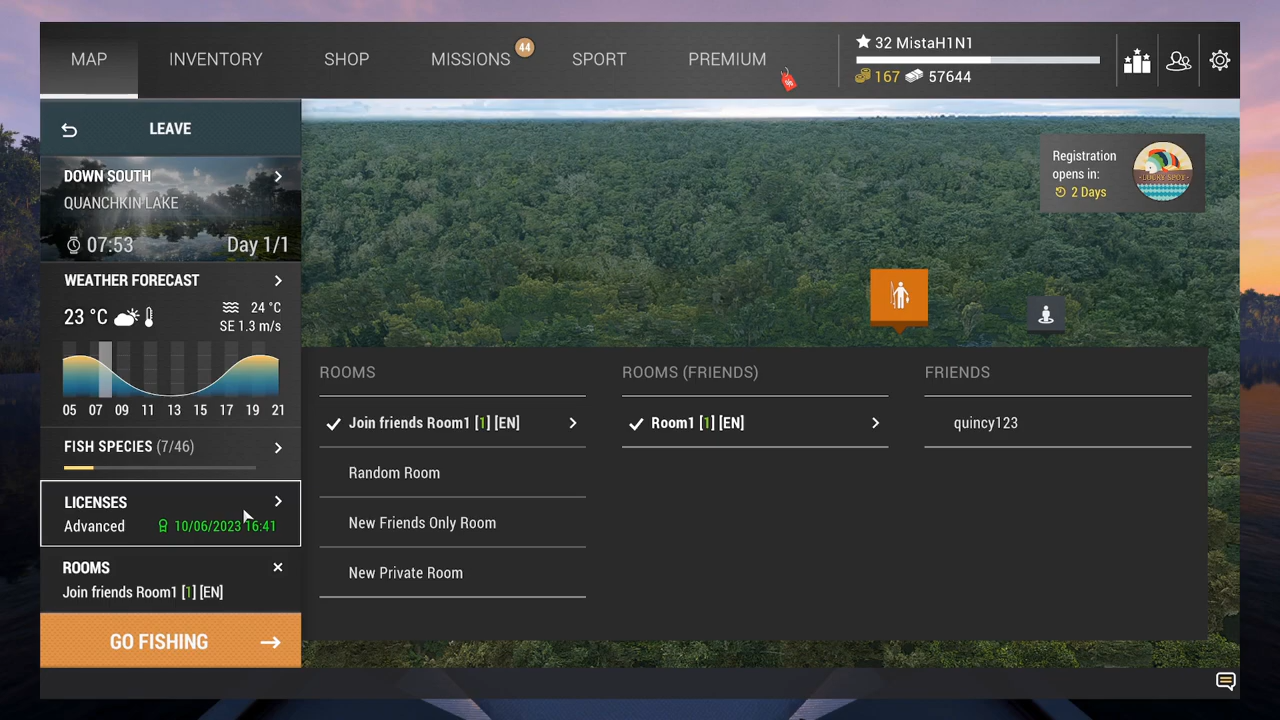 MAP
INVENTORY
SHOP
MISSIONS
44
SPORT
PREMIUM
%
32 MistaH1N1
167 57644
LEAVE
DOWN SOUTH
QUANCHKIN LAKE
07:53 Day 1/1
WEATHER FORECAST
23 °C 24 °C
SE 1.3 m/s
05 07 09 11 13 15 17 19 21
FISH SPECIES (7/46)
LICENSES
Advanced 10/06/2023 16:41
ROOMS
Join friends Room1 [1] [EN]
GO FISHING
Registration
opens in:
2 Days
LUCKY SPOT
ROOMS
Join friends Room1 [1] [EN]
Random Room
New Friends Only Room
New Private Room
ROOMS (FRIENDS)
Room1 [1] [EN]
FRIENDS
quincy123